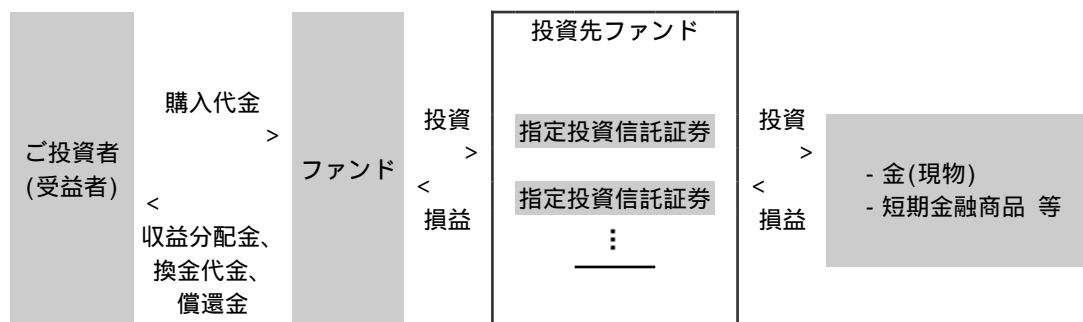 ご投資者
(受益者)
購入代金
>
<
収益分配金、
換金代金、
償還金
ファンド
投資
>
<
損益
投資先ファンド
指定投資信託証券
指定投資信託証券
⋮
投資
>
<
損益
- 金(現物)
- 短期金融商品 等